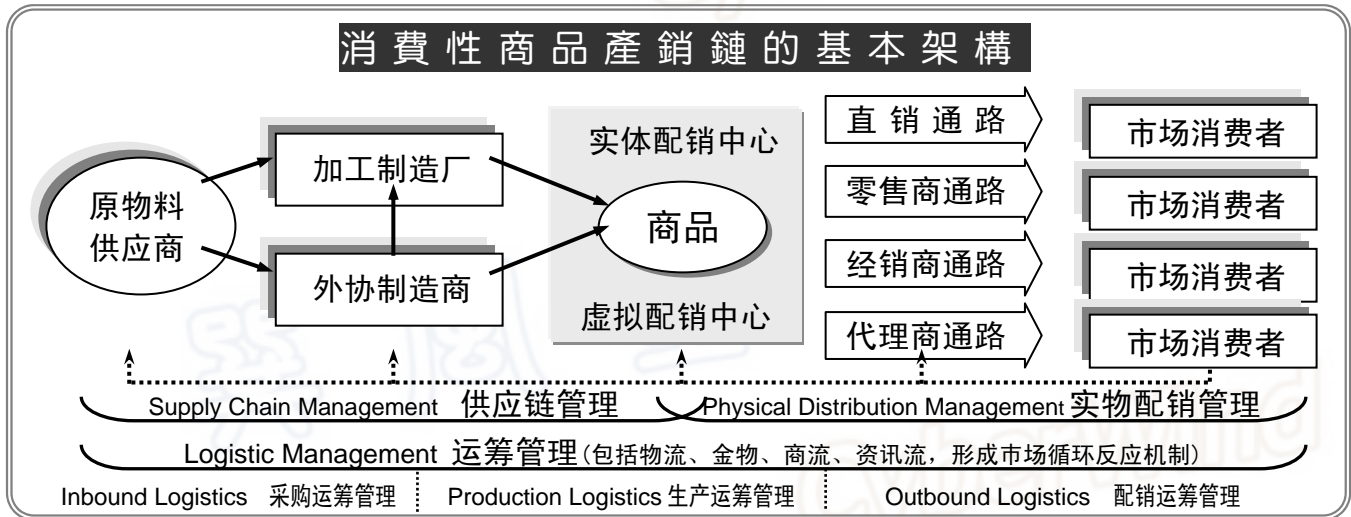 消費性商品產銷鏈的基本架構
原物料
供应商
加工制造厂
外协制造商
实体配销中心
商品
虚拟配销中心
直销通路
零售商通路
经销商通路
代理商通路
市场消费者
市场消费者
市场消费者
市场消费者
Supply Chain Management 供应链管理
Physical Distribution Management 实物配销管理
Logistic Management 运筹管理(包括物流、金物、商流、资讯流，形成市场循环反应机制)
Inbound Logistics 采购运筹管理
Production Logistics 生产运筹管理
Outbound Logistics 配销运筹管理